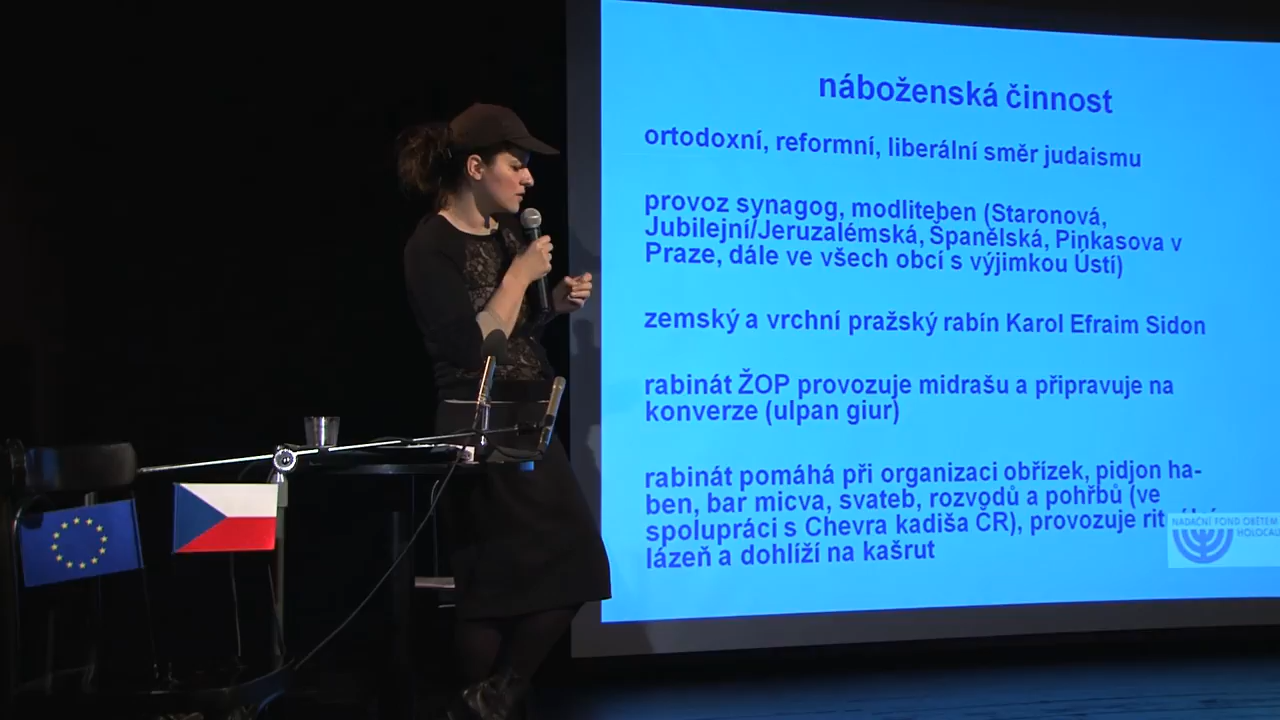 náboženská činnost
ortodoxní, reformní, liberální směr judaismu
provoz synagog, modliteben (Staronová,
Jubilejní/Jeruzalémská, Španělská, Pinkasova v
Praze, dále ve všech obcí s výjimkou Ústí)
zemský a vrchní pražský rabín Karol Efraim Sidon
rabinát ŽOP provozuje midrašu a připravuje na
konverze (ulpan giur)
rabinát pomáhá při organizaci obřízek, pidjon ha-
ben, bar micva, svateb, rozvodů a pohřbů (ve
spolupráci s Chevra kadiša ČR), provozuje
lázeň a dohlíží na kašrut
NADAČNÍ FOND OBĚTEM